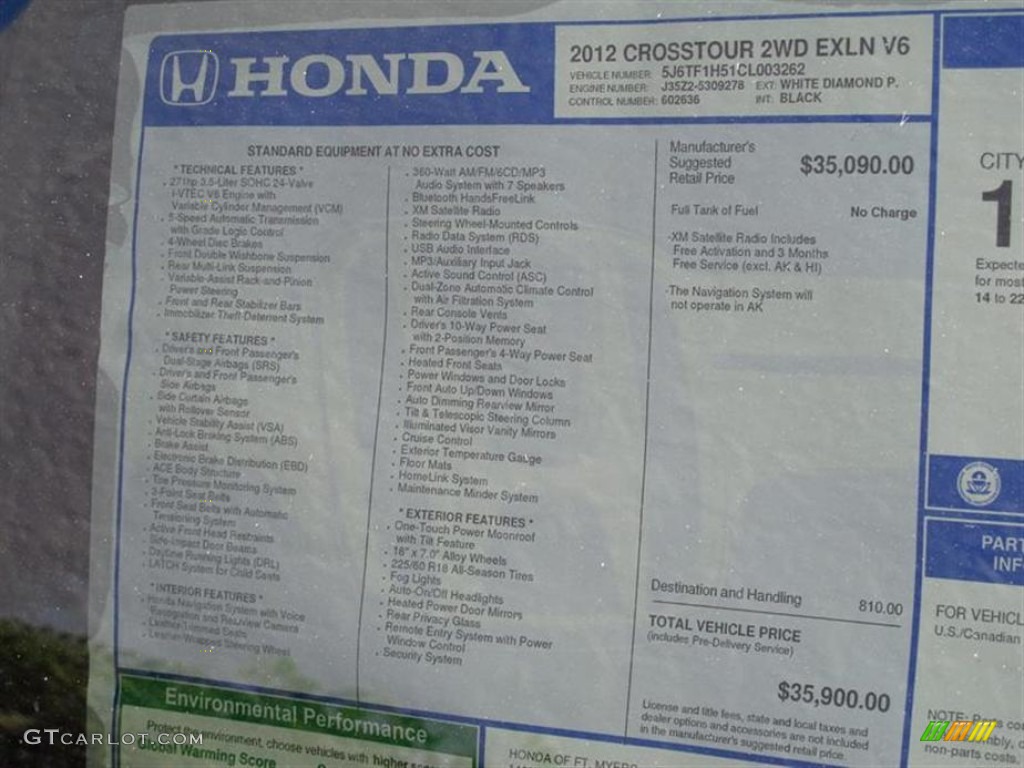 HONDA
2012 CROSSTOUR 2WD EXLN V6
VEHICLE NUMBER: 5J6TF1H51CL003262
ENGINE NUMBER: J35Z2-5309278 EXT: WHITE DIAMOND P.
CONTROL NUMBER: 602636 INT: BLACK
STANDARD EQUIPMENT AT NO EXTRA COST
* TECHNICAL FEATURES *
• 271hp 3.5-Liter SOHC 24-Valve
i-VTEC V6 Engine with
Variable Cylinder Management (VCM)
• 5-Speed Automatic Transmission
with Grade Logic Control
• 4-Wheel Disc Brakes
• Front Double Wishbone Suspension
• Rear Multi-Link Suspension
• Variable-Assist Rack-and-Pinion
Power Steering
• Front and Rear Stabilizer Bars
• Immobilizer Theft-Deterrent System
* SAFETY FEATURES *
• Driver's and Front Passenger's
Dual-Stage Airbags (SRS)
• Driver's and Front Passenger's
Side Airbags
• Side Curtain Airbags
with Rollover Sensor
• Vehicle Stability Assist (VSA)
• Anti-Lock Braking System (ABS)
• Brake Assist
• Electronic Brake Distribution (EBD)
• ACE Body Structure
• Tire Pressure Monitoring System
• 3-Point Seat Belts
• Front Seat Belts with Automatic
Tensioning System
• Active Front Head Restraints
• Side-Impact Door Beams
• Daytime Running Lights (DRL)
• LATCH System for Child Seats
* INTERIOR FEATURES *
• Honda Navigation System with Voice
Recognition and Rearview Camera
• Leather-Trimmed Seats
• Leather-Wrapped Steering Wheel
• 360-Watt AM/FM/6CD/MP3
Audio System with 7 Speakers
• Bluetooth HandsFreeLink
• XM Satellite Radio
• Steering Wheel-Mounted Controls
• Radio Data System (RDS)
• USB Audio Interface
• MP3/Auxiliary Input Jack
• Active Sound Control (ASC)
• Dual-Zone Automatic Climate Control
with Air Filtration System
• Rear Console Vents
• Driver's 10-Way Power Seat
with 2-Position Memory
• Front Passenger's 4-Way Power Seat
• Heated Front Seats
• Power Windows and Door Locks
• Front Auto Up/Down Windows
• Auto Dimming Rearview Mirror
• Tilt & Telescopic Steering Column
• Illuminated Visor Vanity Mirrors
• Cruise Control
• Exterior Temperature Gauge
• Floor Mats
• HomeLink System
• Maintenance Minder System
* EXTERIOR FEATURES *
• One-Touch Power Moonroof
with Tilt Feature
• 18" x 7.0" Alloy Wheels
• 225/60 R18 All-Season Tires
• Fog Lights
• Auto-On/Off Headlights
• Heated Power Door Mirrors
• Rear Privacy Glass
• Remote Entry System with Power
Window Control
• Security System
Manufacturer's
Suggested
Retail Price $35,090.00
Full Tank of Fuel No Charge
-XM Satellite Radio Includes
Free Activation and 3 Months
Free Service (excl. AK & HI)
-The Navigation System will
not operate in AK
Destination and Handling 810.00
TOTAL VEHICLE PRICE
(includes Pre-Delivery Service)
$35,900.00
License and title fees, state and local taxes and
dealer options and accessories are not included
in the manufacturer's suggested retail price.
CITY
1
Expecte
for most
14 to 22
PART
INF
FOR VEHICL
U.S./Canadian
NOTE:
non-parts costs.
Environmental Performance
Protect the environment, choose vehicles with higher
Global Warming Score
HONDA OF FT. MYERS
GTCARLOT.COM